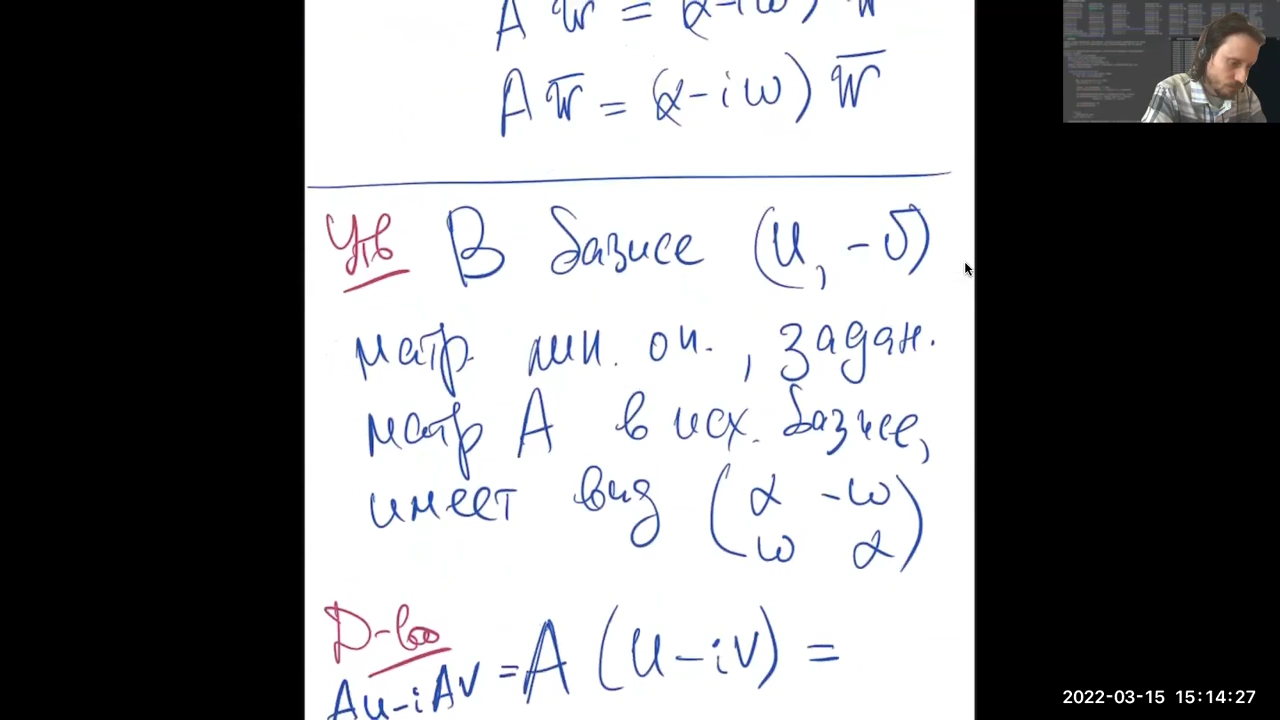 A w̄ = (α-iω) w̄
A w̄ = (α-iω) w̄
Утв В базисе (u, -v)
матр. лин. оп., задан.
матр A в исх. базисе,
имеет вид (α -ω
ω α)
Д-во
Au-iAv = A (u-iv) =
2022-03-15 15:14:27